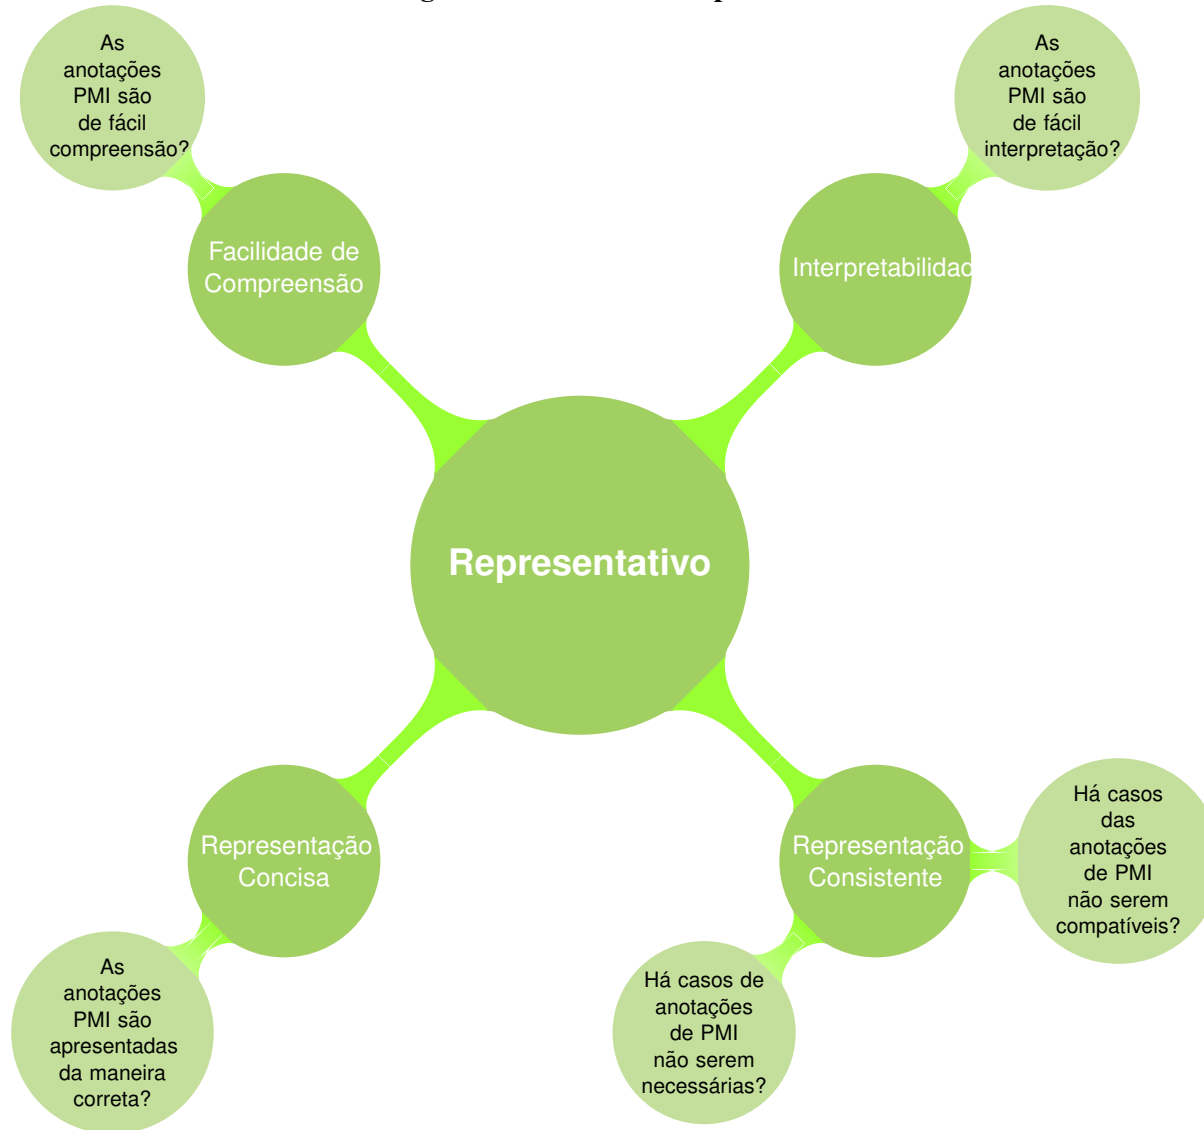 As
anotações
PMI são
de fácil
compreensão?
As
anotações
PMI são
de fácil
interpretação?
Facilidade de
Compreensão
Interpretabilidad
Representativo
Representação
Concisa
Representação
Consistente
Há casos
das
anotações
de PMI
não serem
compatíveis?
As
anotações
PMI são
apresentadas
da maneira
correta?
Há casos de
anotações
de PMI
não serem
necessárias?